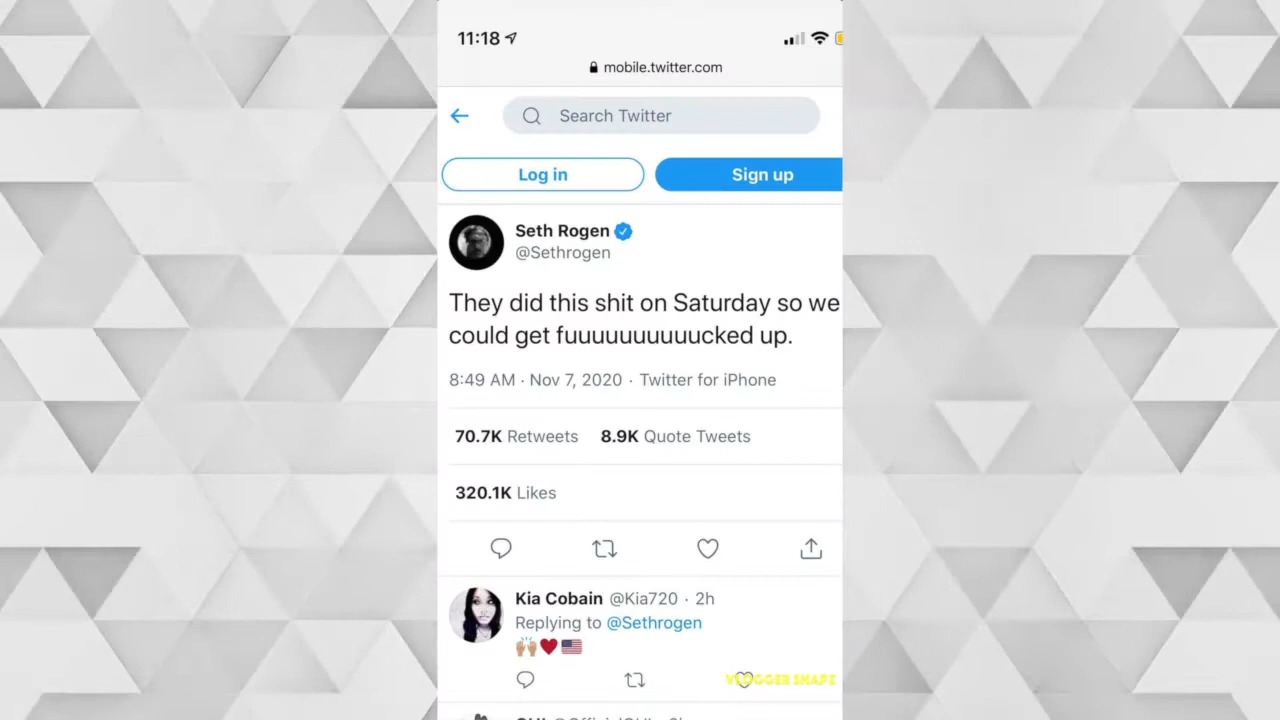 11:18
mobile.twitter.com
Search Twitter
Log in
Sign up
Seth Rogen
@Sethrogen
They did this shit on Saturday so we
could get fuuuuuuuuuucked up.
8:49 AM · Nov 7, 2020 · Twitter for iPhone
70.7K Retweets 8.9K Quote Tweets
320.1K Likes
Kia Cobain @Kia720 · 2h
Replying to @Sethrogen
🙌🏼❤️🇺🇸
VLOGGER SNAPZ